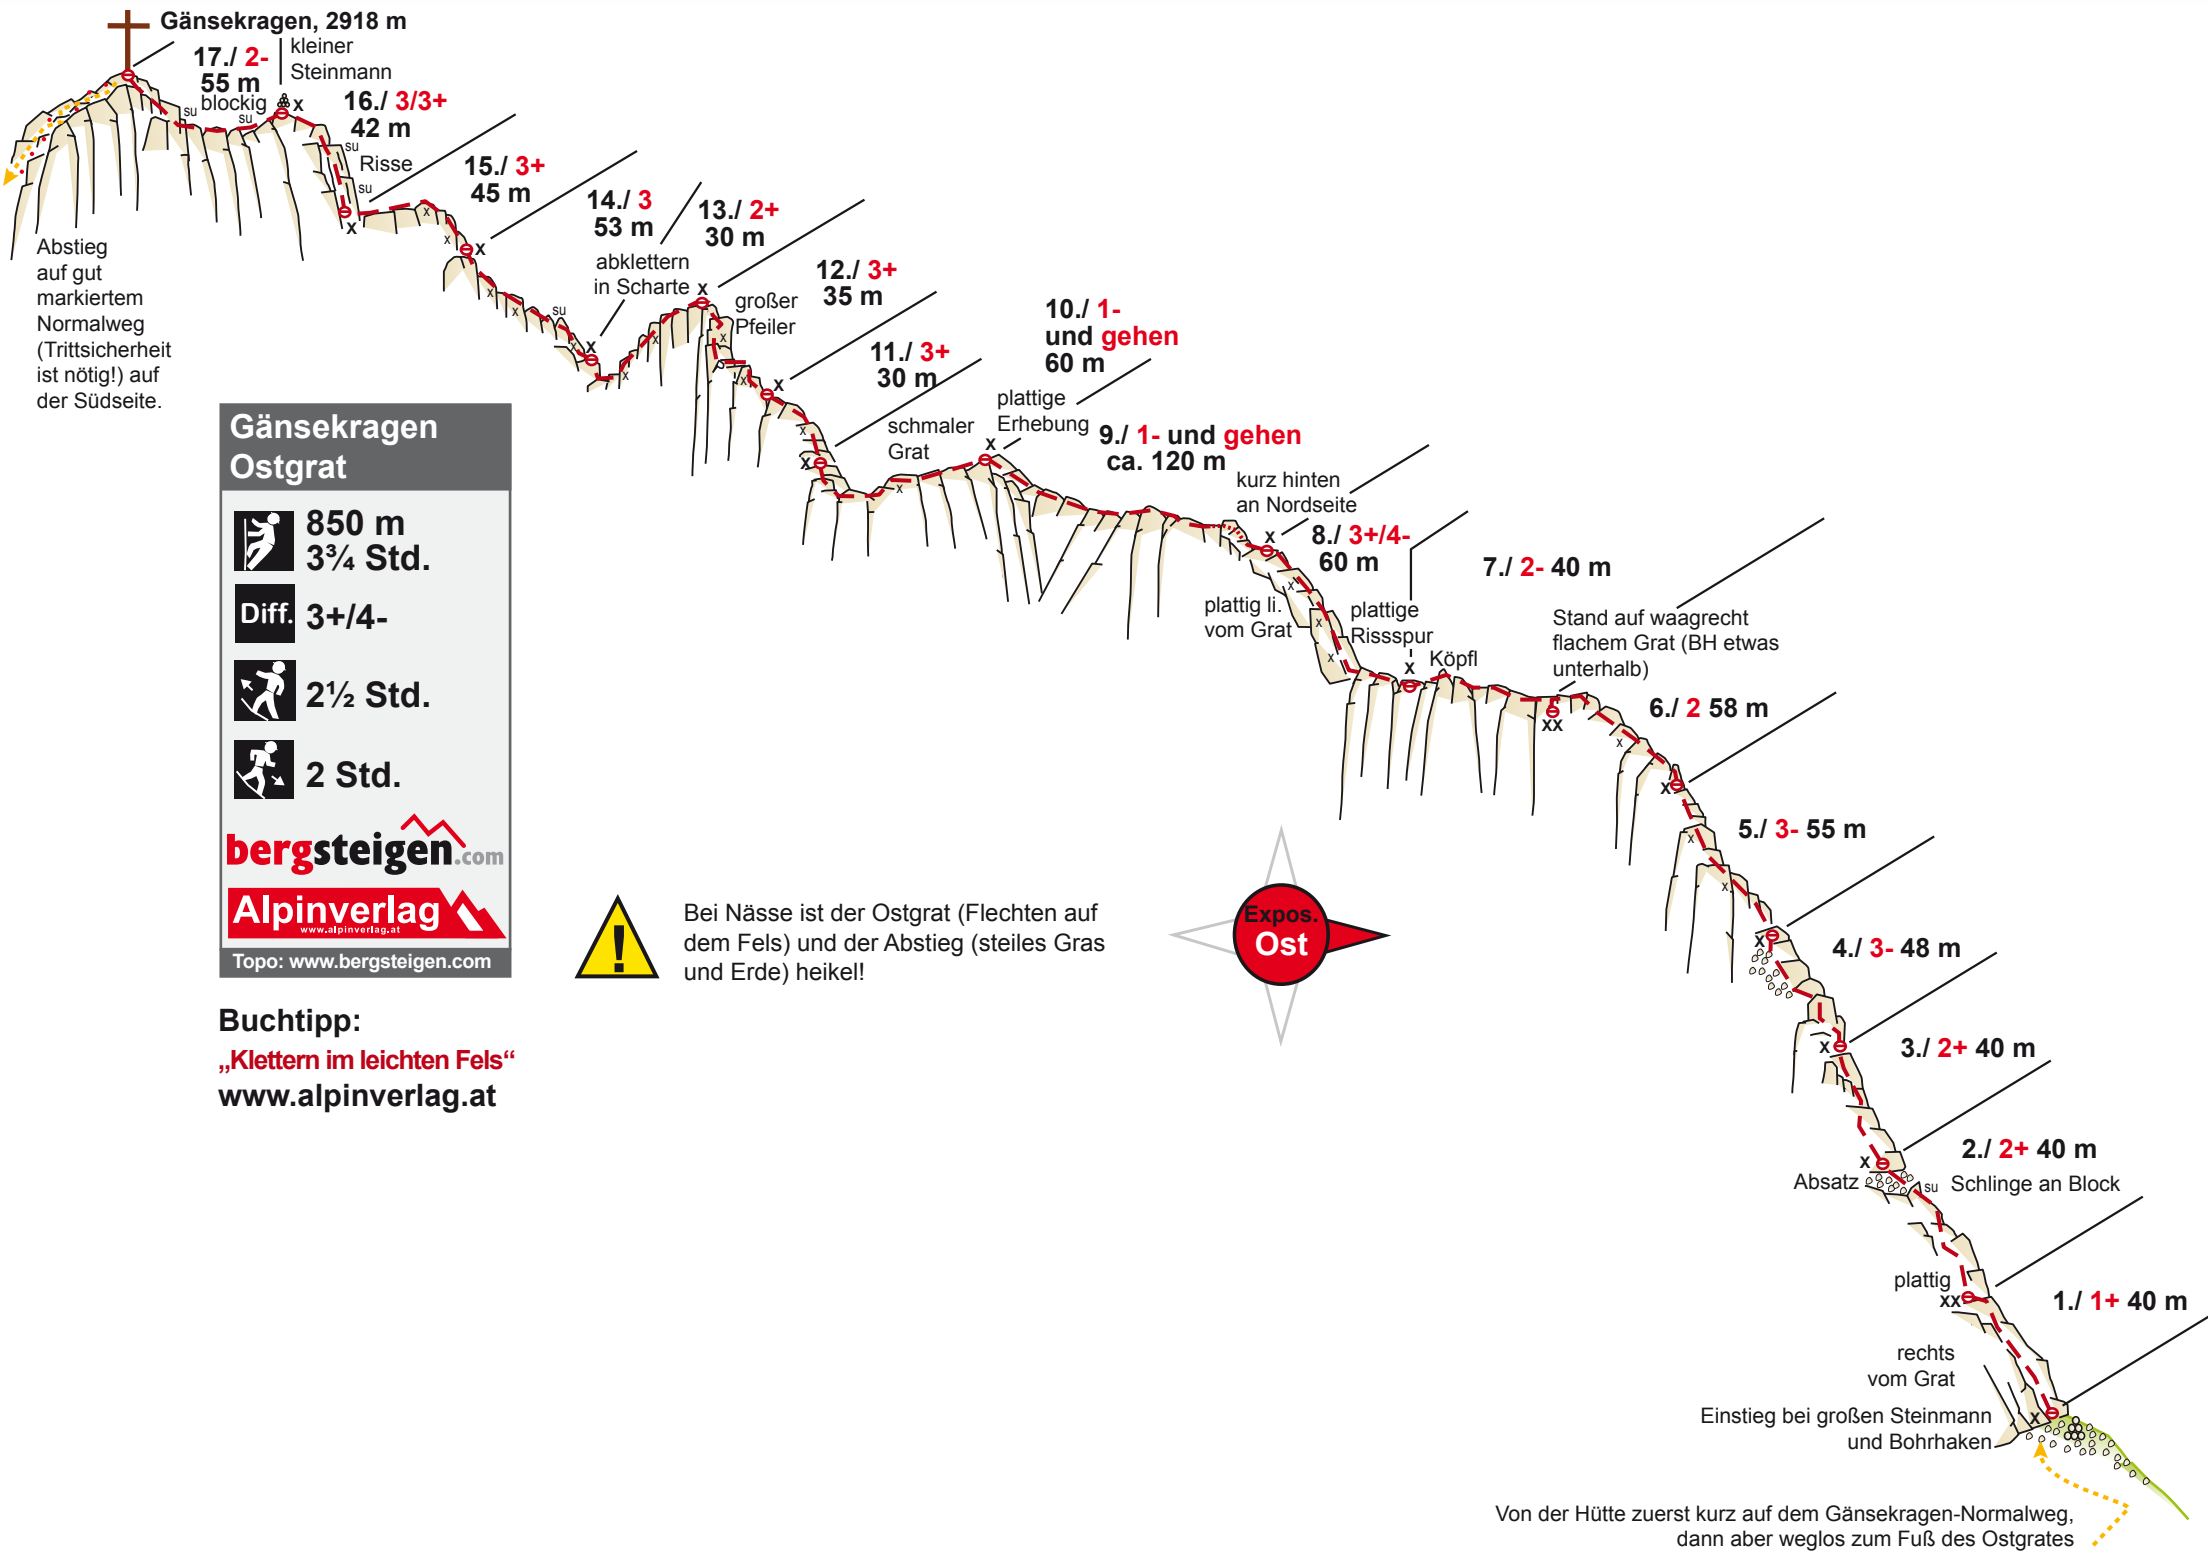 Gänsekragen, 2918 m
17./ 2-
55 m
blockig
kleiner
Steinmann
x
su
su
16./ 3/3+
42 m
su
Risse
su
x
15./ 3+
45 m
x
x
x
14./ 3
53 m
abklettern
in Scharte
x
x
su
x
x
x
x
13./ 2+
30 m
x
großer
Pfeiler
x
x
12./ 3+
35 m
x
x
11./ 3+
30 m
x
schmaler
Grat
x
10./ 1-
und gehen
60 m
plattige
Erhebung
x
9./ 1- und gehen
ca. 120 m
kurz hinten
an Nordseite
x
8./ 3+/4-
60 m
plattig li.
vom Grat
x
x
x
plattige
Rissspur
x
Köpfl
7./ 2- 40 m
Stand auf waagrecht
flachem Grat (BH etwas
unterhalb)
xx
6./ 2 58 m
x
x
5./ 3- 55 m
x
x
x
4./ 3- 48 m
x
3./ 2+ 40 m
x
Absatz
su
2./ 2+ 40 m
Schlinge an Block
plattig
xx
1./ 1+ 40 m
rechts
vom Grat
Einstieg bei großen Steinmann
und Bohrhaken
x
Von der Hütte zuerst kurz auf dem Gänsekragen-Normalweg,
dann aber weglos zum Fuß des Ostgrates
Abstieg
auf gut
markiertem
Normalweg
(Trittsicherheit
ist nötig!) auf
der Südseite.
Gänsekragen
Ostgrat
850 m
3¾ Std.
Diff. 3+/4-
2½ Std.
2 Std.
bergsteigen.com
Alpinverlag
www.alpinverlag.at
Topo: www.bergsteigen.com
Buchtipp:
„Klettern im leichten Fels“
www.alpinverlag.at
!
Bei Nässe ist der Ostgrat (Flechten auf
dem Fels) und der Abstieg (steiles Gras
und Erde) heikel!
Expos.
Ost